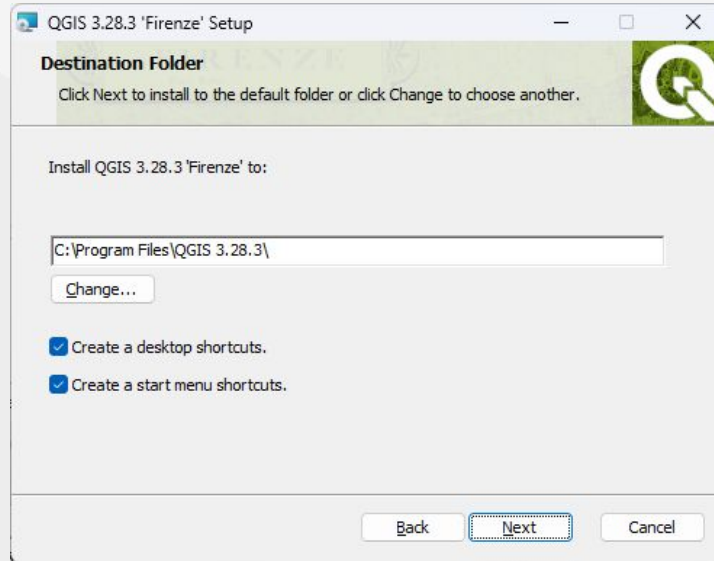 QGIS 3.28.3 'Firenze' Setup
FIRENZE
Destination Folder
Click Next to install to the default folder or click Change to choose another.
Install QGIS 3.28.3 'Firenze' to:
C:\Program Files\QGIS 3.28.3\
Change...
Create a desktop shortcuts.
Create a start menu shortcuts.
Back
Next
Cancel